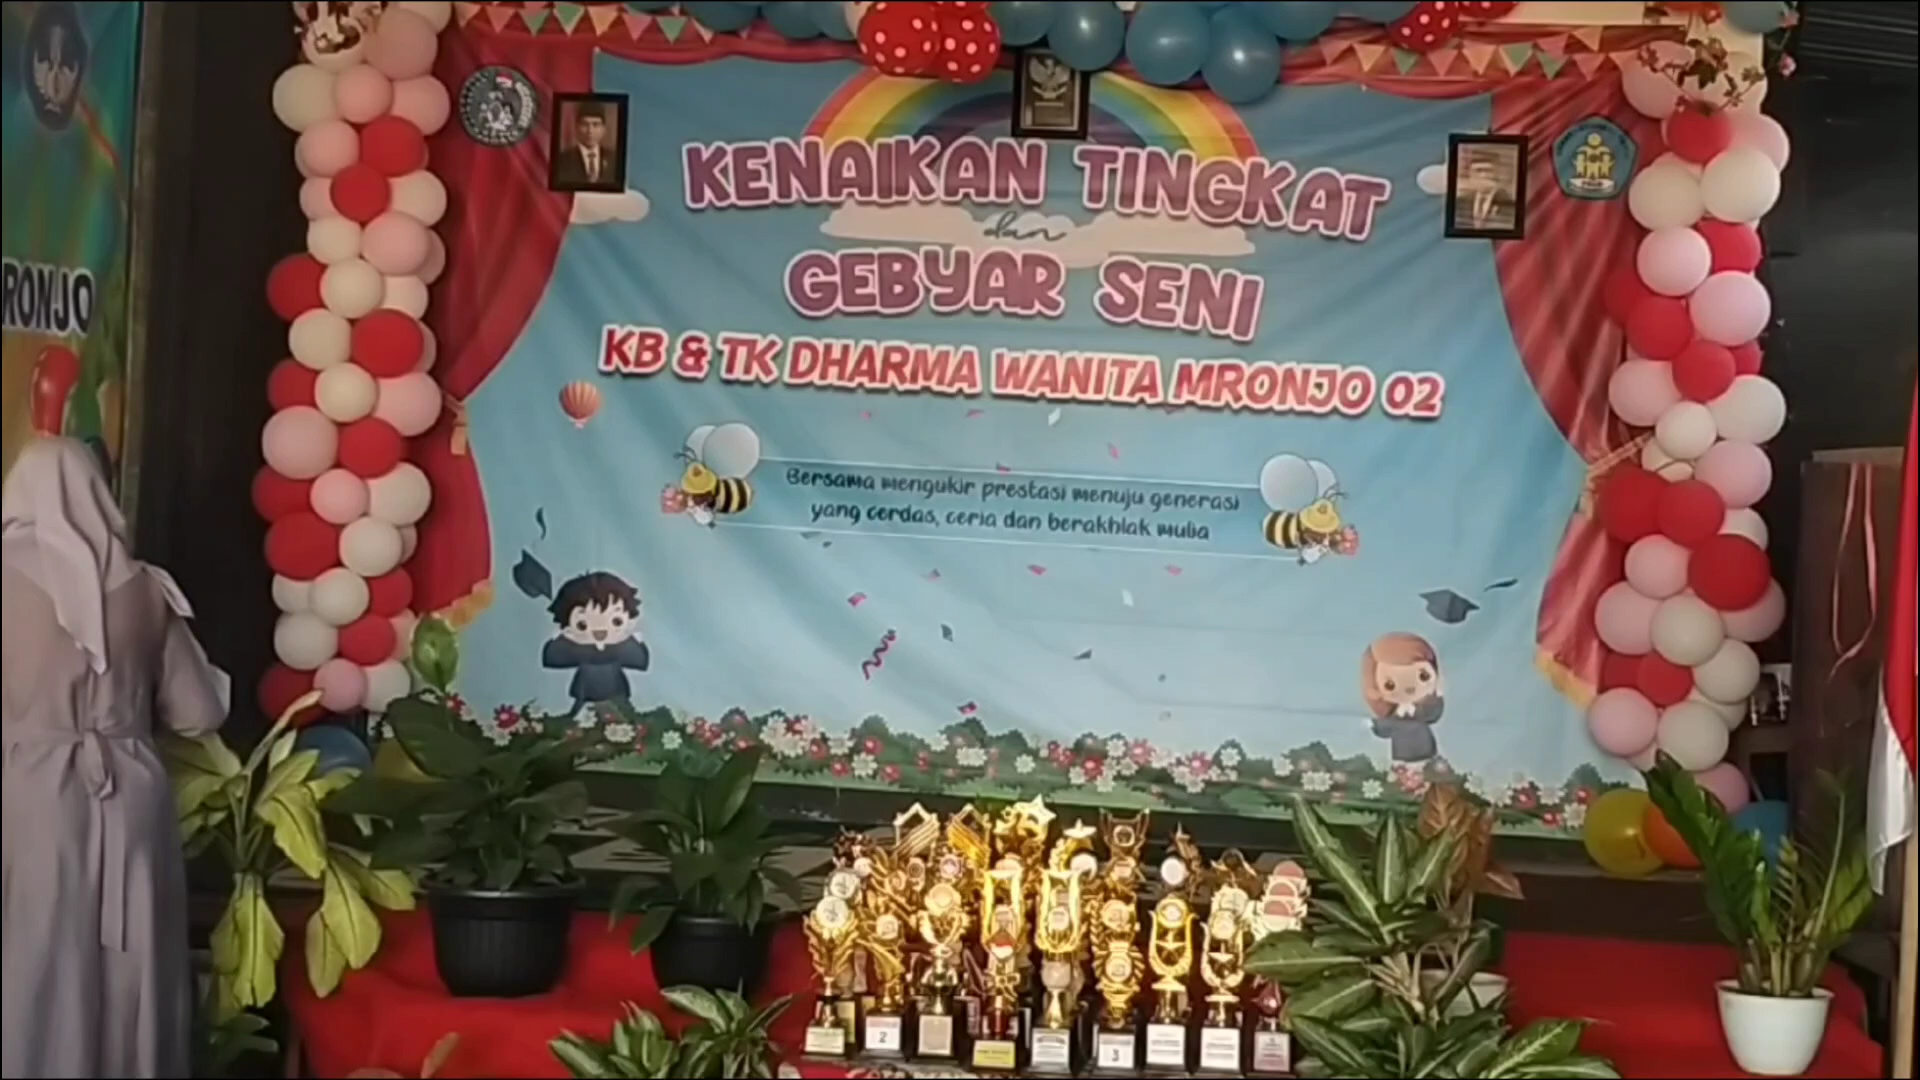 RONJO
KENAIKAN TINGKAT
dan
GEBYAR SENI
KB & TK DHARMA WANITA MRONJO 02
Bersama mengukir prestasi menuju generasi
yang cerdas, ceria dan berakhlak mulia
2
3